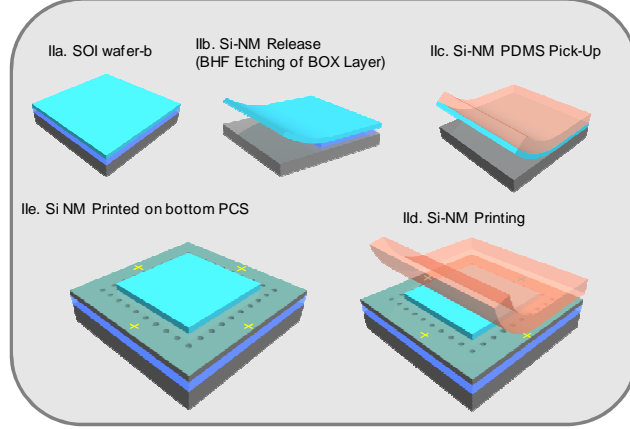 IIa. SOI wafer-b
IIb. Si-NM Release
(BHF Etching of BOX Layer)
IIc. Si-NM PDMS Pick-Up
IIe. Si NM Printed on bottom PCS
IId. Si-NM Printing